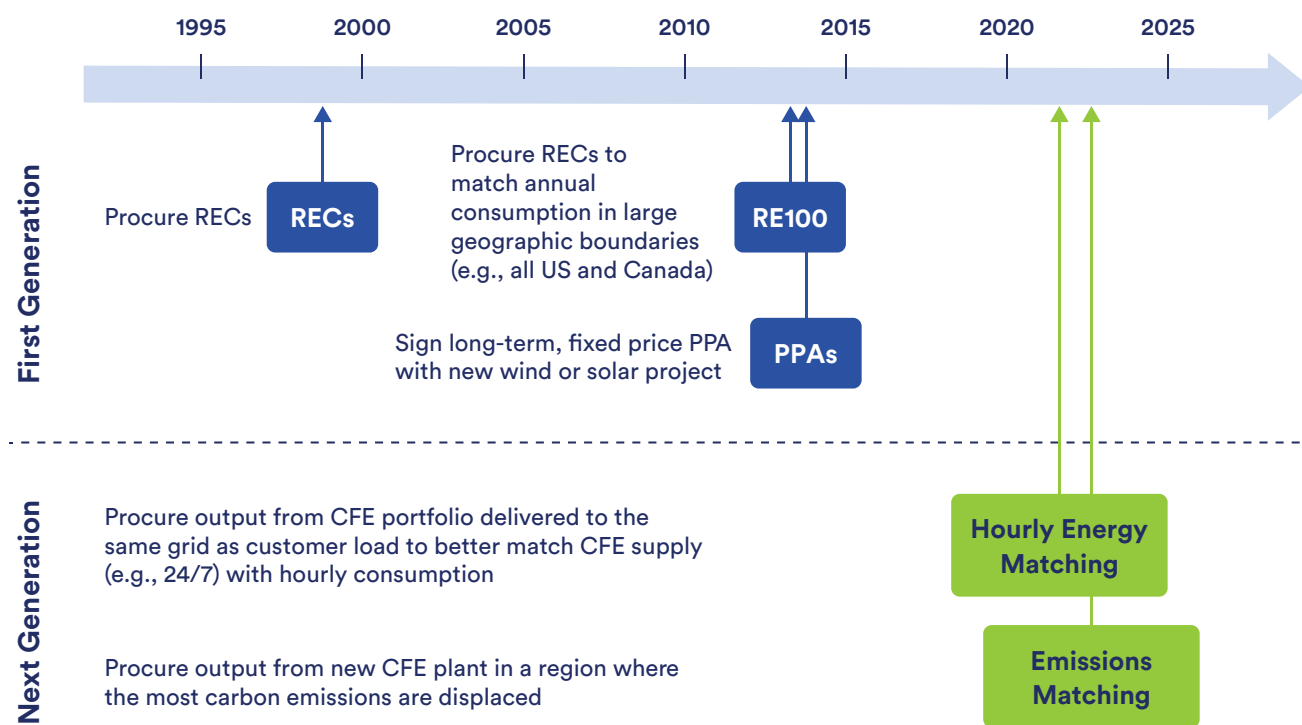 1995 2000 2005 2010 2015 2020 2025
First Generation
Procure RECs
RECs
Procure RECs to
match annual
consumption in large
geographic boundaries
(e.g., all US and Canada)
RE100
Sign long-term, fixed price PPA
with new wind or solar project
PPAs
Next Generation
Procure output from CFE portfolio delivered to the
same grid as customer load to better match CFE supply
(e.g., 24/7) with hourly consumption
Hourly Energy
Matching
Procure output from new CFE plant in a region where
the most carbon emissions are displaced
Emissions
Matching